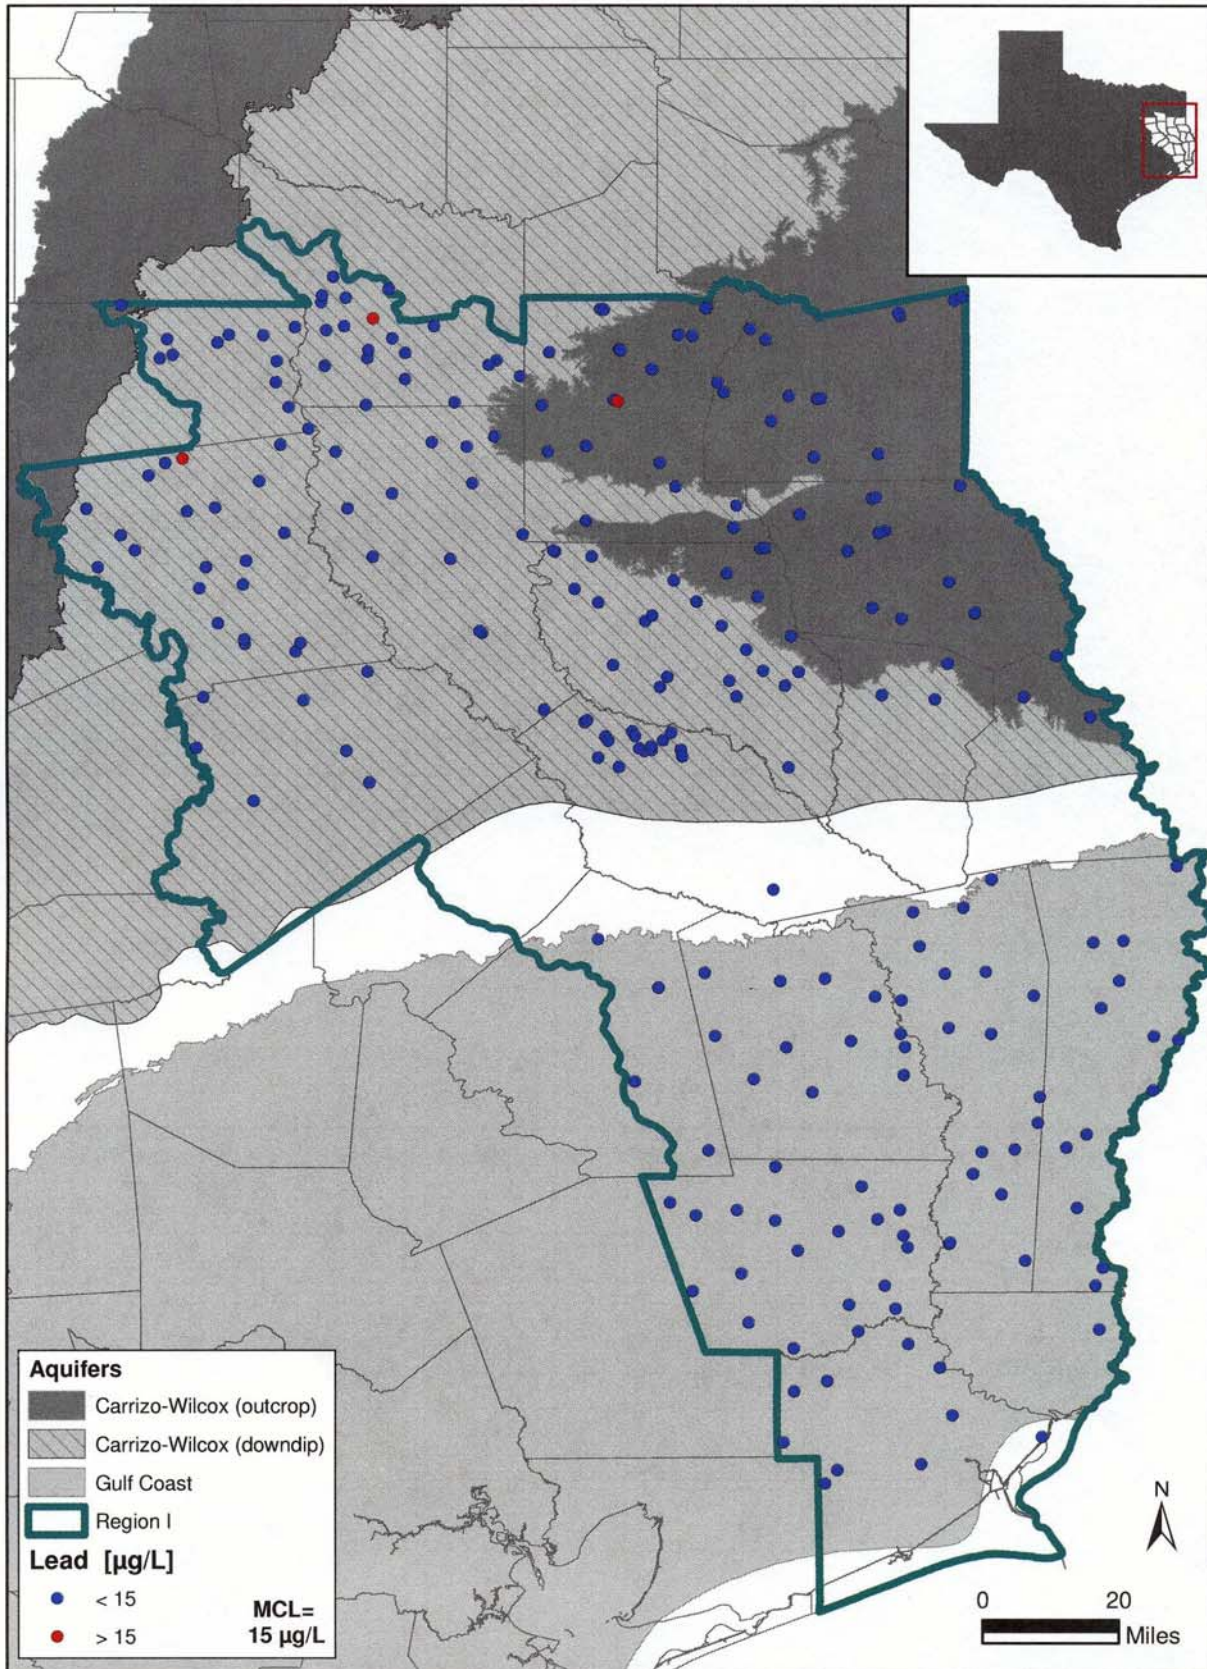 Aquifers
Carrizo-Wilcox (outcrop)
Carrizo-Wilcox (downdip)
Gulf Coast
Region I
Lead [µg/L]
< 15
> 15
MCL=
15 µg/L
N
0 20
Miles